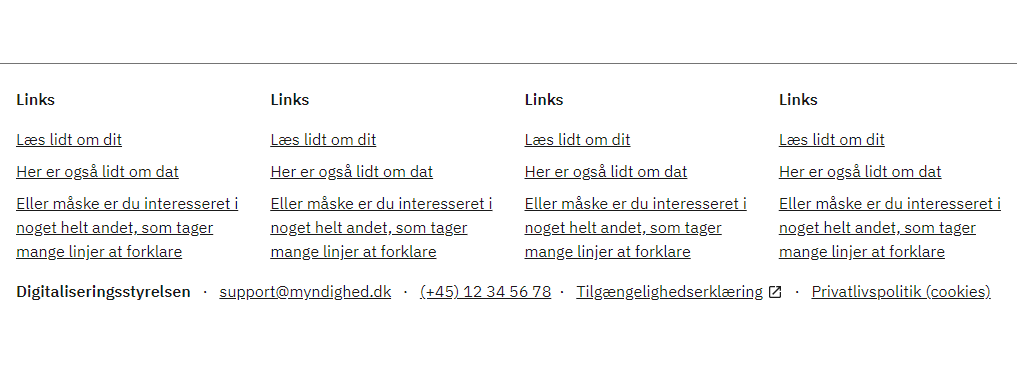 Links
Læs lidt om dit
Her er også lidt om dat
Eller måske er du interesseret i
noget helt andet, som tager
mange linjer at forklare
Links
Læs lidt om dit
Her er også lidt om dat
Eller måske er du interesseret i
noget helt andet, som tager
mange linjer at forklare
Links
Læs lidt om dit
Her er også lidt om dat
Eller måske er du interesseret i
noget helt andet, som tager
mange linjer at forklare
Links
Læs lidt om dit
Her er også lidt om dat
Eller måske er du interesseret i
noget helt andet, som tager
mange linjer at forklare
Digitaliseringsstyrelsen · support@myndighed.dk · (+45) 12 34 56 78 · Tilgængelighedserklæring · Privatlivspolitik (cookies)